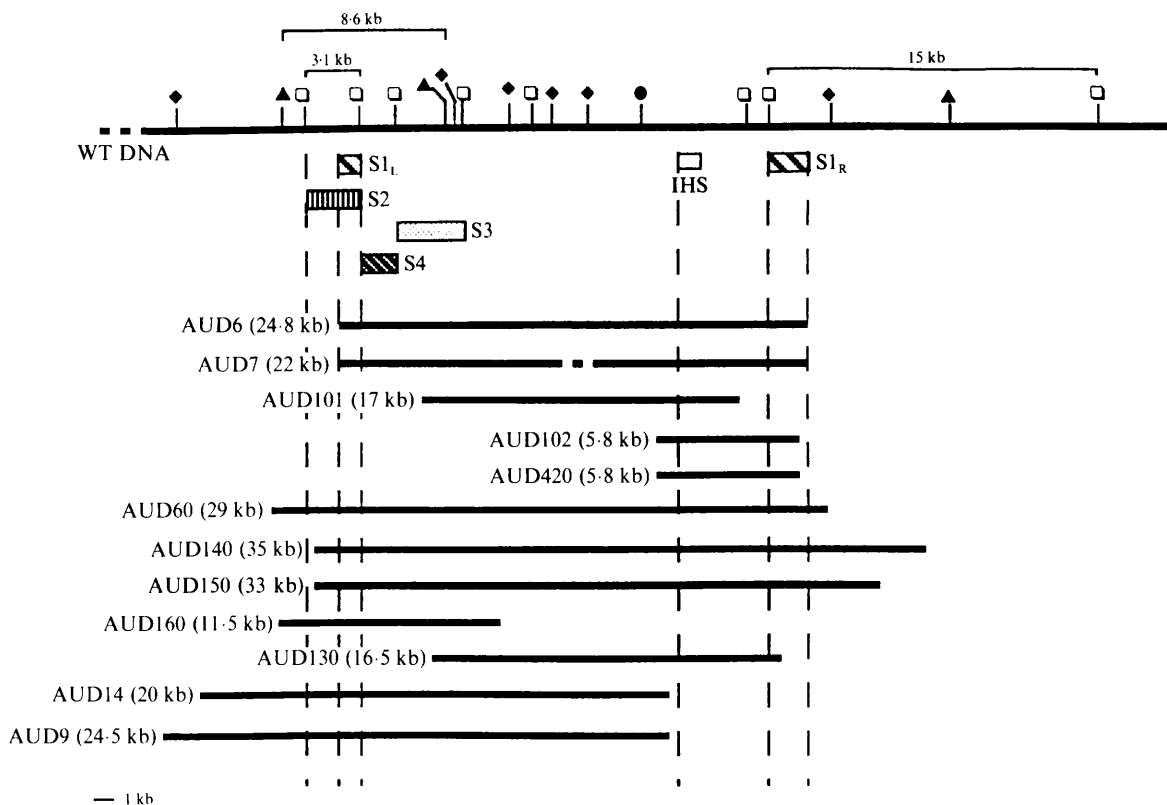 8·6 kb
3·1 kb
15 kb
WT DNA
S1L
IHS
S1R
S2
S3
S4
AUD6 (24·8 kb)
AUD7 (22 kb)
AUD101 (17 kb)
AUD102 (5·8 kb)
AUD420 (5·8 kb)
AUD60 (29 kb)
AUD140 (35 kb)
AUD150 (33 kb)
AUD160 (11·5 kb)
AUD130 (16·5 kb)
AUD14 (20 kb)
AUD9 (24·5 kb)
1 kb